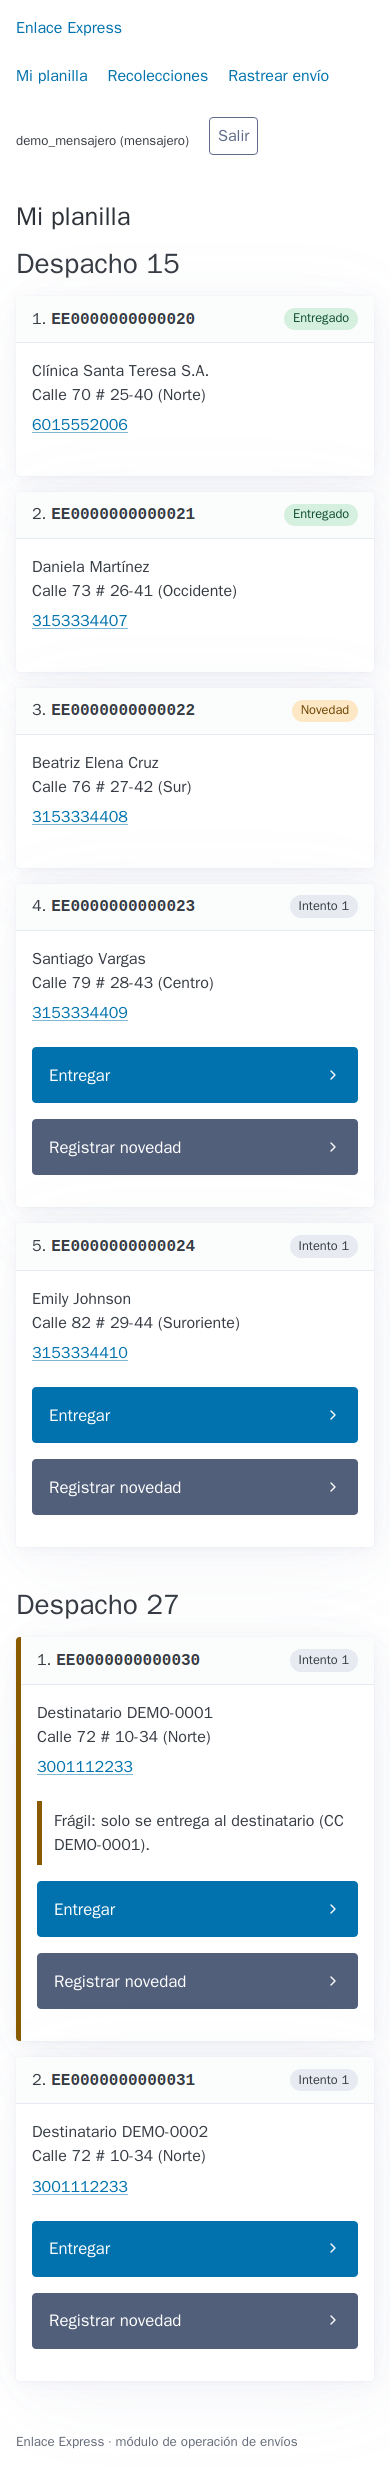 Enlace Express
Mi planilla Recolecciones Rastrear envío
demo_mensajero (mensajero) Salir
Mi planilla
Despacho 15
1. EE0000000000020 Entregado
Clínica Santa Teresa S.A.
Calle 70 # 25-40 (Norte)
6015552006
2. EE0000000000021 Entregado
Daniela Martínez
Calle 73 # 26-41 (Occidente)
3153334407
3. EE0000000000022 Novedad
Beatriz Elena Cruz
Calle 76 # 27-42 (Sur)
3153334408
4. EE0000000000023 Intento 1
Santiago Vargas
Calle 79 # 28-43 (Centro)
3153334409
Entregar
Registrar novedad
5. EE0000000000024 Intento 1
Emily Johnson
Calle 82 # 29-44 (Suroriente)
3153334410
Entregar
Registrar novedad
Despacho 27
1. EE0000000000030 Intento 1
Destinatario DEMO-0001
Calle 72 # 10-34 (Norte)
3001112233
Frágil: solo se entrega al destinatario (CC
DEMO-0001).
Entregar
Registrar novedad
2. EE0000000000031 Intento 1
Destinatario DEMO-0002
Calle 72 # 10-34 (Norte)
3001112233
Entregar
Registrar novedad
Enlace Express · módulo de operación de envíos